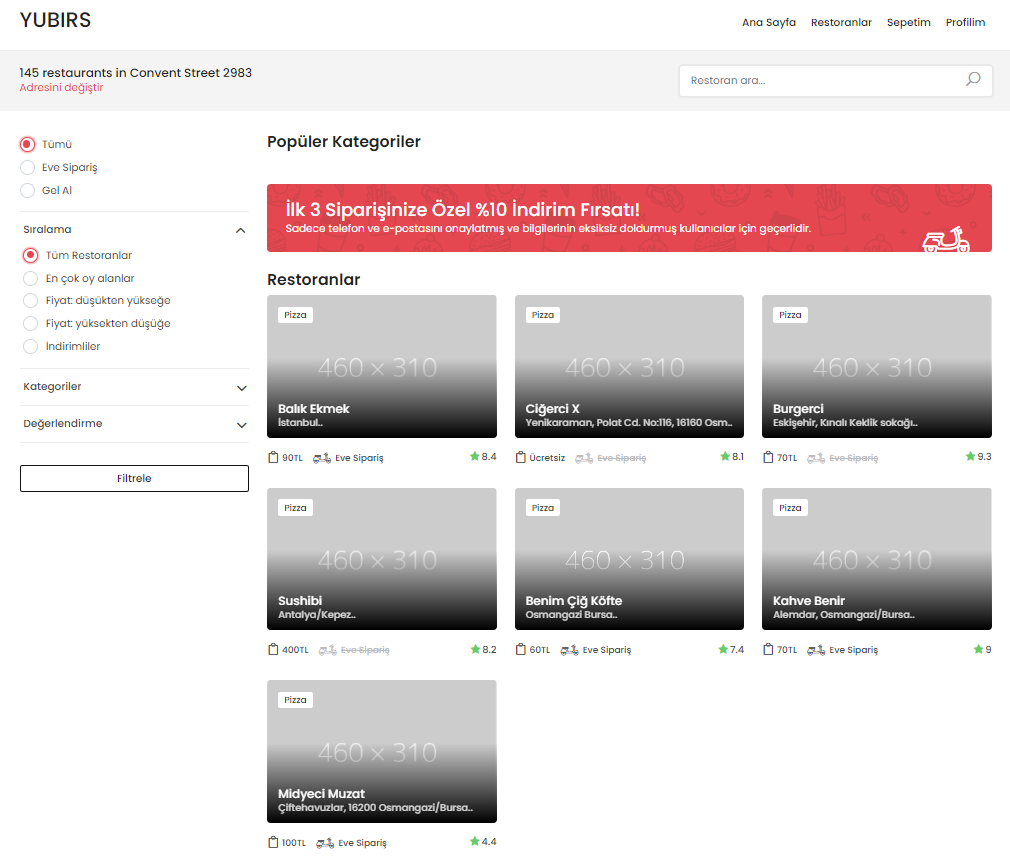 YUBIRS
Ana Sayfa Restoranlar Sepetim Profilim
145 restaurants in Convent Street 2983
Adresini değiştir
Restoran ara...
Tümü
Eve Sipariş
Gel Al
Sıralama
Tüm Restoranlar
En çok oy alanlar
Fiyat: düşükten yükseğe
Fiyat: yüksekten düşüğe
İndirimliler
Kategoriler
Değerlendirme
Filtrele
Popüler Kategoriler
İlk 3 Siparişinize Özel %10 İndirim Fırsatı!
Sadece telefon ve e-postasını onaylatmış ve bilgilerinin eksiksiz doldurmuş kullanıcılar için geçerlidir.
Restoranlar
Pizza
460 × 310
Balık Ekmek
İstanbul..
90TL Eve Sipariş 8.4
Pizza
460 × 310
Ciğerci X
Yenikaraman, Polat Cd. No:116, 16160 Osm..
Ücretsiz Eve Sipariş 8.1
Pizza
460 × 310
Burgerci
Eskişehir, Kınalı Keklik sokağı..
70TL Eve Sipariş 9.3
Pizza
460 × 310
Sushibi
Antalya/Kepez..
400TL Eve Sipariş 8.2
Pizza
460 × 310
Benim Çiğ Köfte
Osmangazi Bursa..
60TL Eve Sipariş 7.4
Pizza
460 × 310
Kahve Benir
Alemdar, Osmangazi/Bursa..
70TL Eve Sipariş 9
Pizza
460 × 310
Midyeci Muzat
Çiftehavuzlar, 16200 Osmangazi/Bursa..
100TL Eve Sipariş 4.4